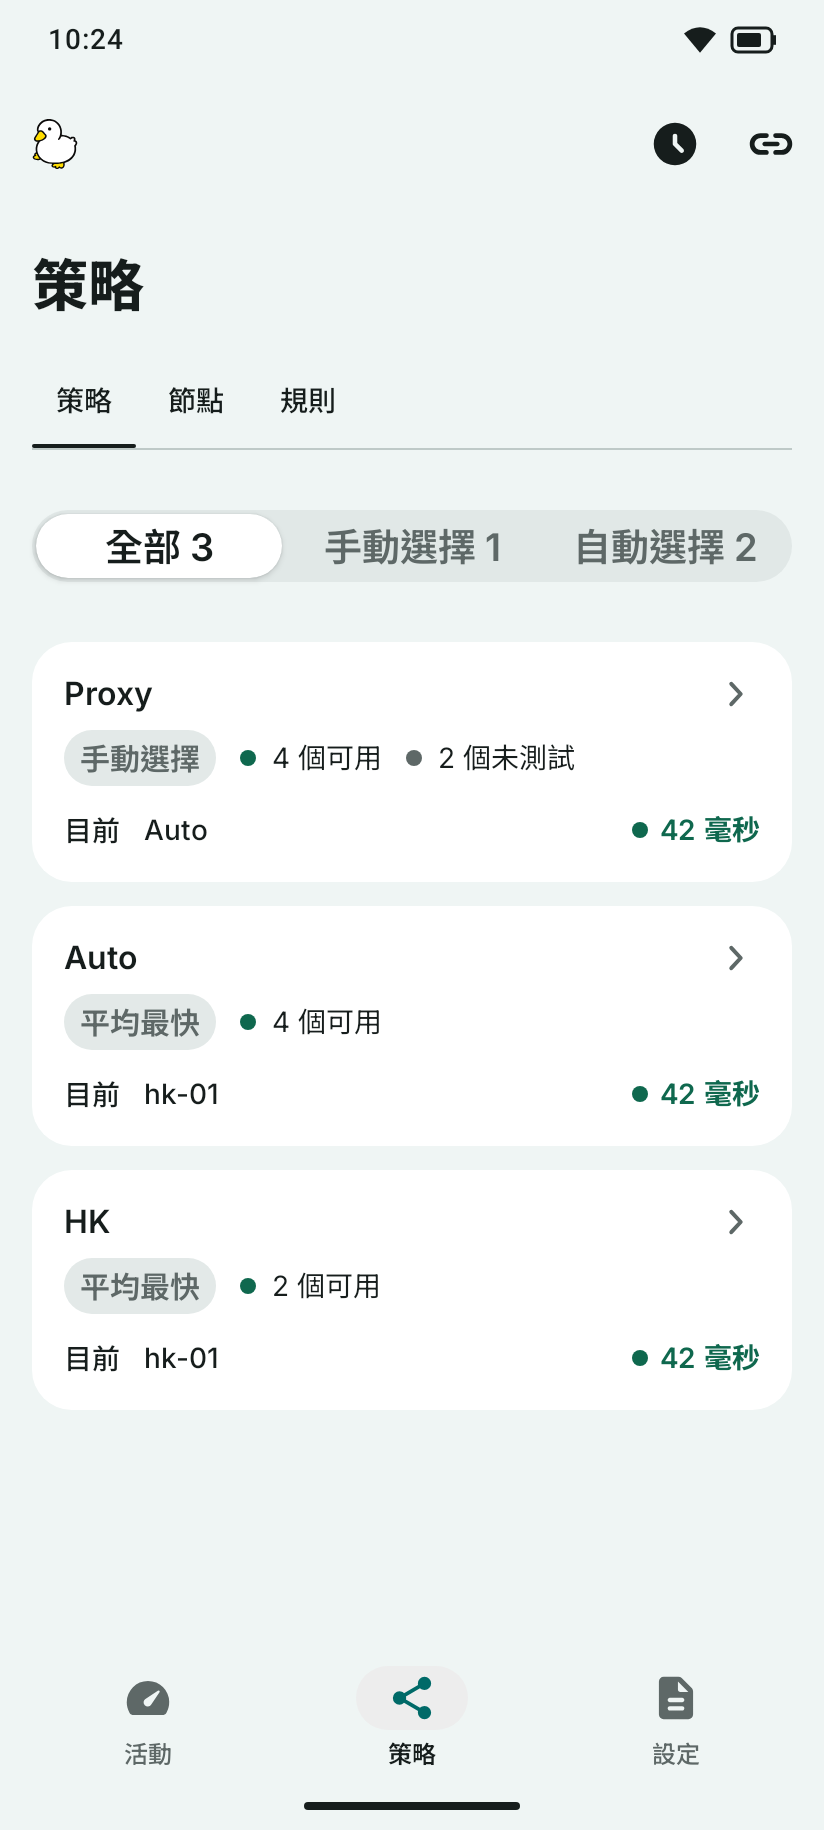 10:24
策略
策略 節點 規則
全部 3 手動選擇 1 自動選擇 2
Proxy
手動選擇 4 個可用 2 個未測試
目前 Auto 42 毫秒
Auto
平均最快 4 個可用
目前 hk-01 42 毫秒
HK
平均最快 2 個可用
目前 hk-01 42 毫秒
活動 策略 設定